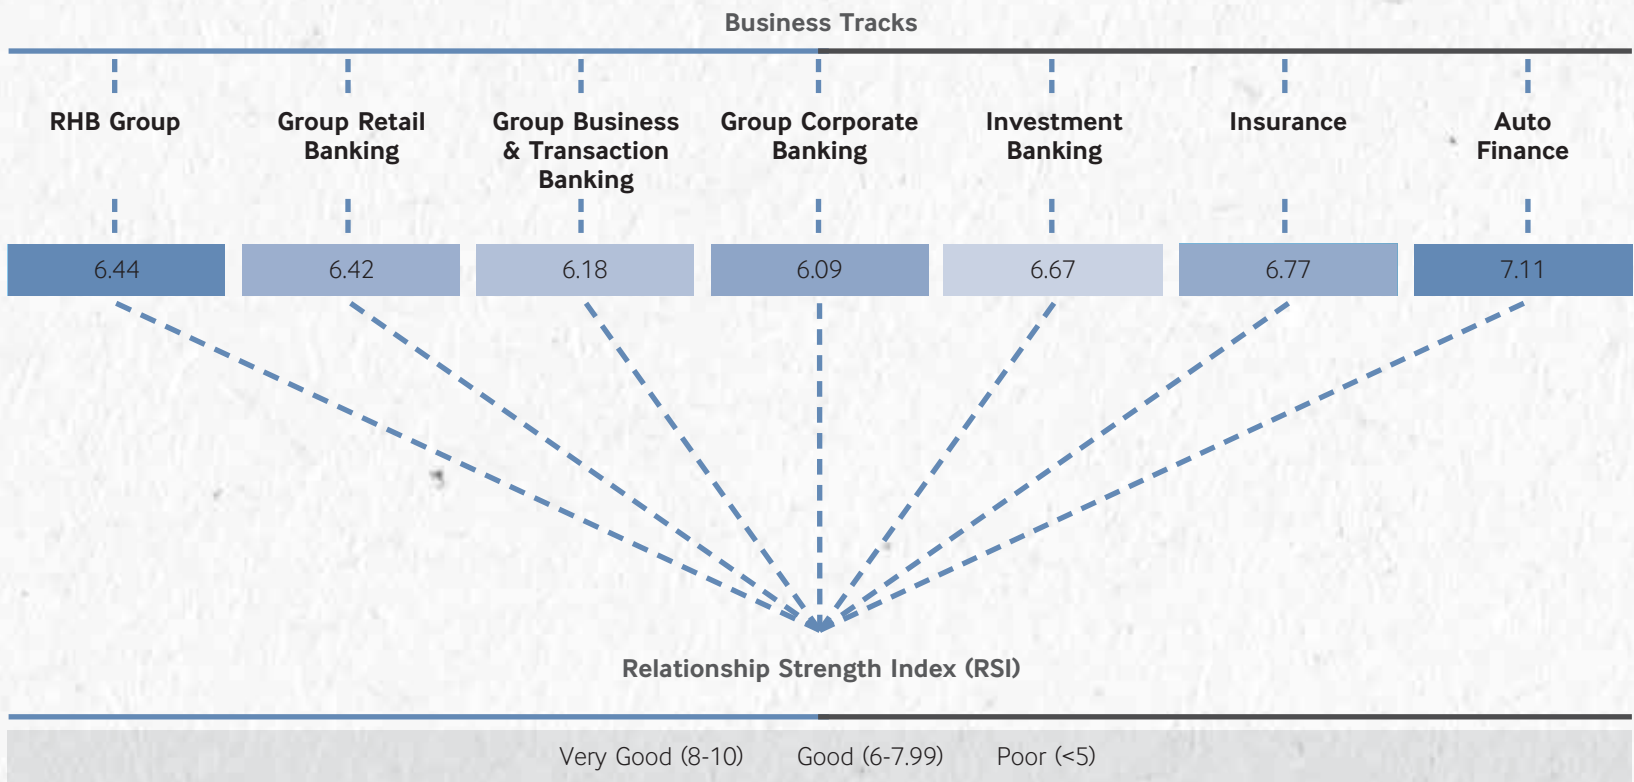 Business Tracks
RHB Group
Group Retail
Banking
Group Business
& Transaction
Banking
Group Corporate
Banking
Investment
Banking
Insurance
Auto
Finance
6.44
6.42
6.18
6.09
6.67
6.77
7.11
Relationship Strength Index (RSI)
Very Good (8-10) Good (6-7.99) Poor (<5)